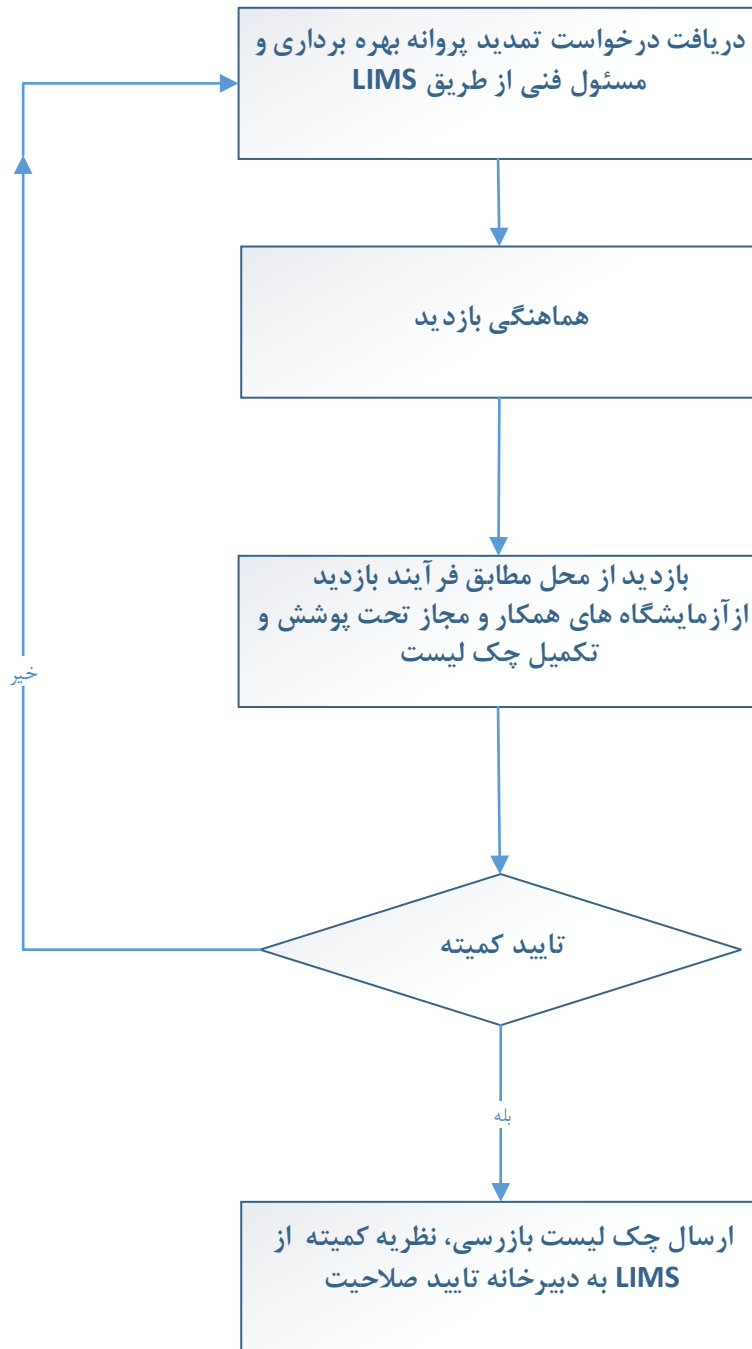 دریافت درخواست تمدید پروانه بهره برداری و
مسئول فنی از طریق LIMS
هماهنگی بازدید
بازدید از محل مطابق فرآیند بازدید
ازآزمایشگاه های همکار و مجاز تحت پوشش و
تکمیل چک لیست
خیر
تایید کمیته
بله
ارسال چک لیست بازرسی، نظریه کمیته از
LIMS به دبیرخانه تایید صلاحیت